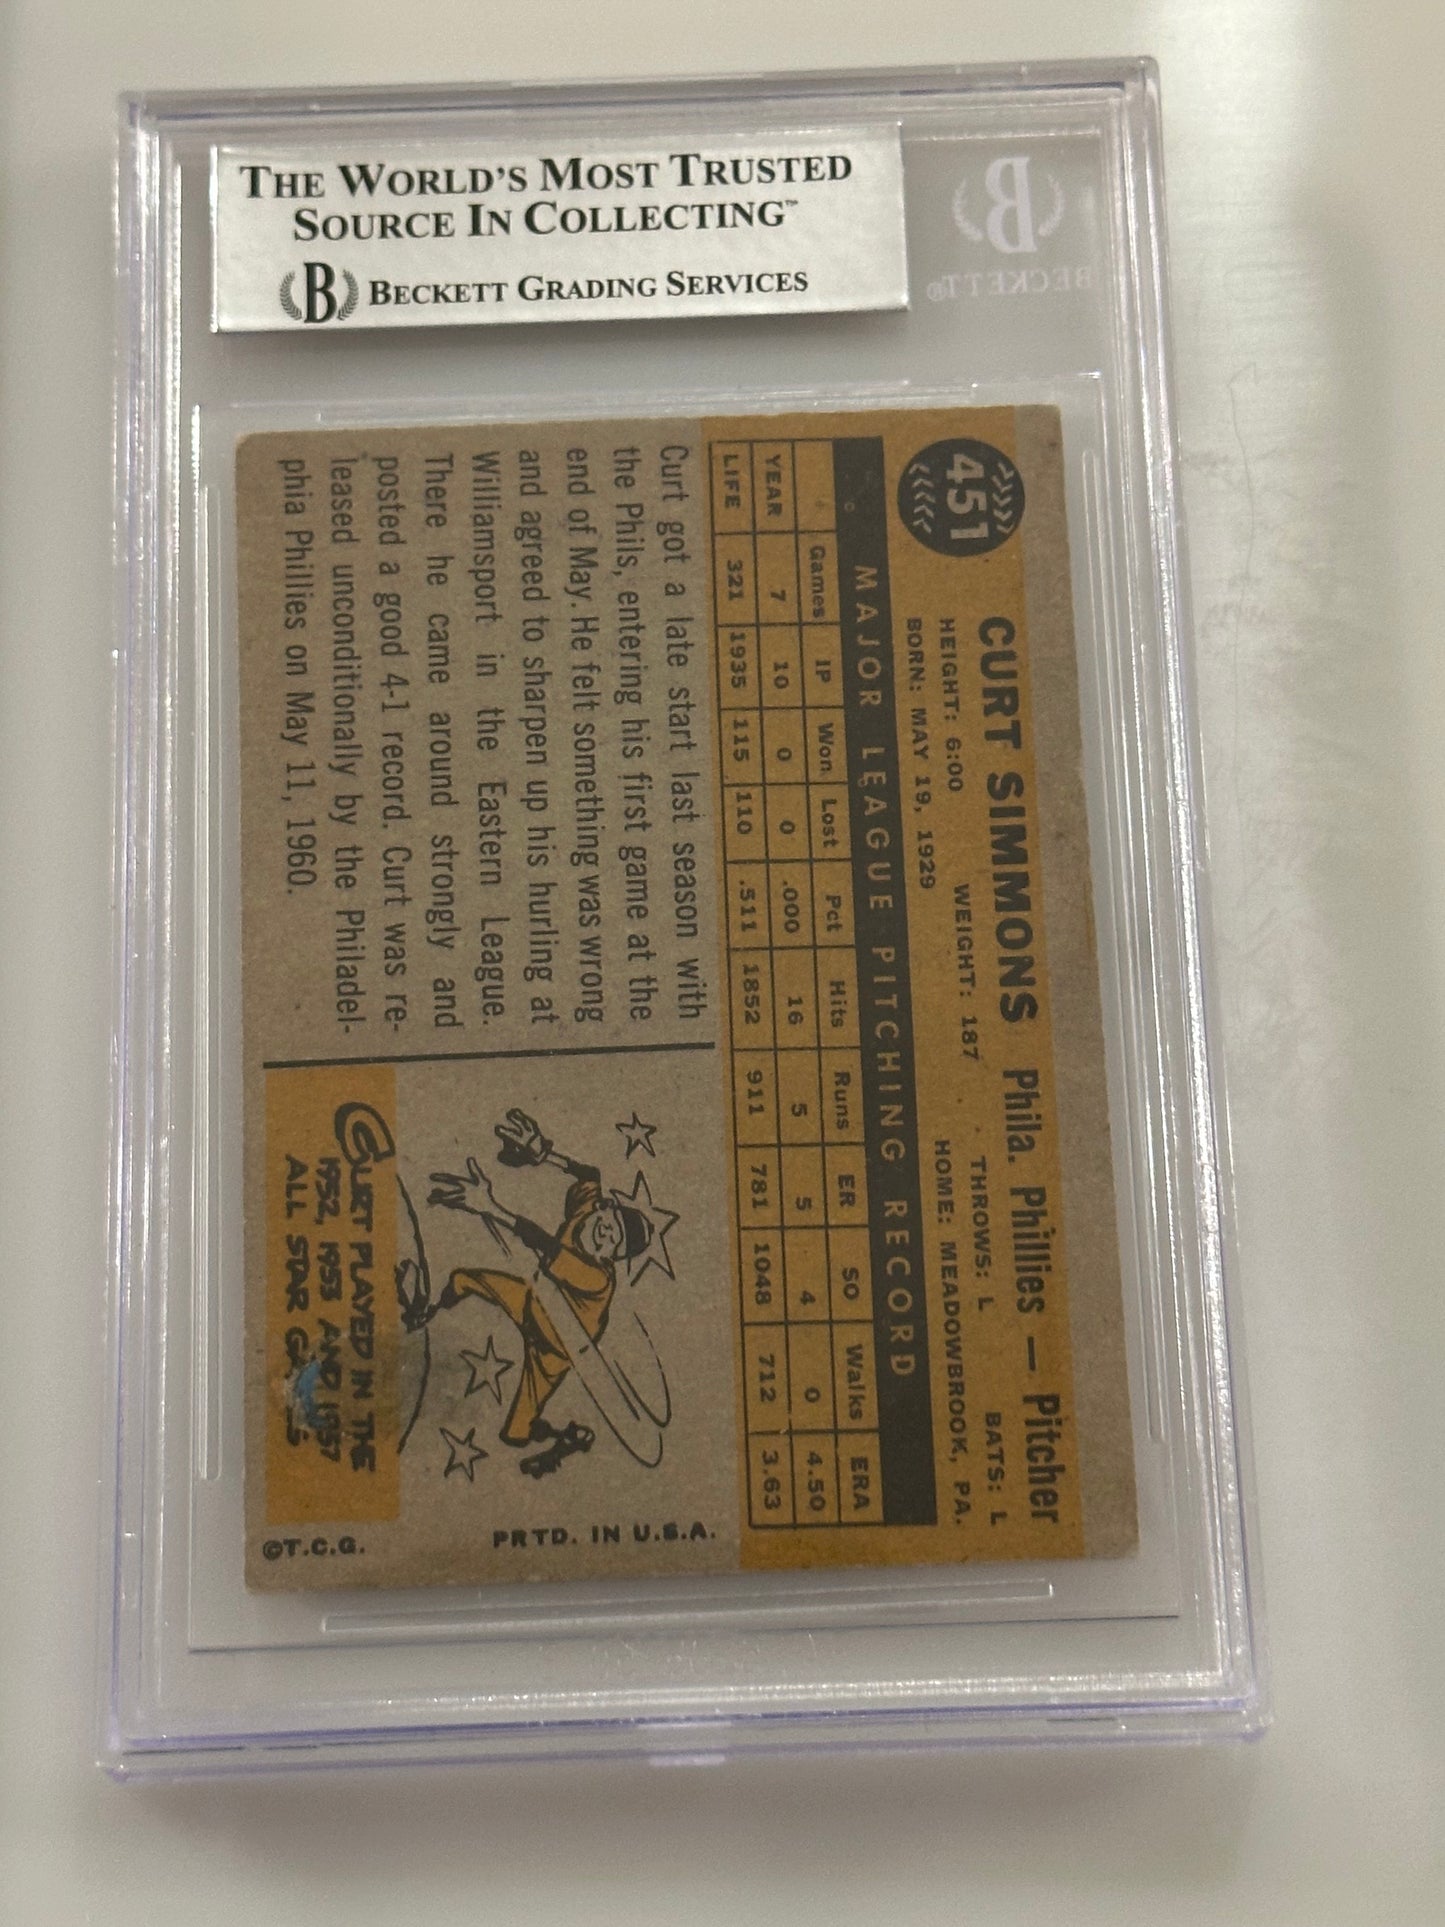 THE WORLD'S MOST TRUSTED
SOURCE IN COLLECTING™
B BECKETT GRADING SERVICES
B
BECKETT®
451
CURT SIMMONS Phila. Phillies — Pitcher
HEIGHT: 6:00 WEIGHT: 187 THROWS: L BATS: L
BORN: MAY 19, 1929 HOME: MEADOWBROOK, PA.
MAJOR LEAGUE PITCHING RECORD
Games IP Won Lost Pct Hits Runs ER SO Walks ERA
YEAR 7 10 0 0 .000 16 5 5 4 0 4.50
LIFE 321 1935 115 110 .511 1852 911 781 1048 712 3.63
Curt got a late start last season with
the Phils, entering his first game at the
end of May. He felt something was wrong
and agreed to sharpen up his hurling at
Williamsport in the Eastern League.
There he came around strongly and
posted a good 4-1 record. Curt was re-
leased unconditionally by the Philadel-
phia Phillies on May 11, 1960.
CURT PLAYED IN THE
1952, 1953 AND 1957
ALL STAR GAMES
PRTD. IN U.S.A.
©T.C.G.